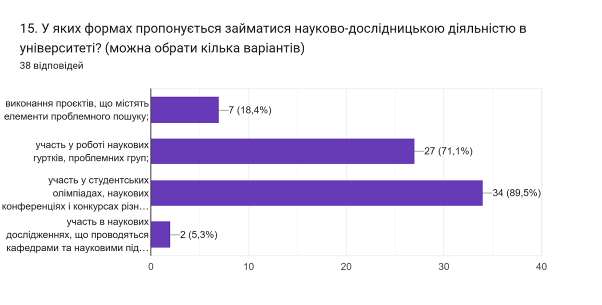 15. У яких формах пропонується займатися науково-дослідницькою діяльністю в
університеті? (можна обрати кілька варіантів)
38 відповідей
виконання проєктів, що містять
елементи проблемного пошуку;
7 (18,4%)
участь у роботі наукових
гуртків, проблемних груп;
27 (71,1%)
участь у студентських
олімпіадах, наукових
конференціях і конкурсах різн…
34 (89,5%)
участь в наукових
дослідженнях, що проводяться
кафедрами та науковими під…
2 (5,3%)
0
10
20
30
40